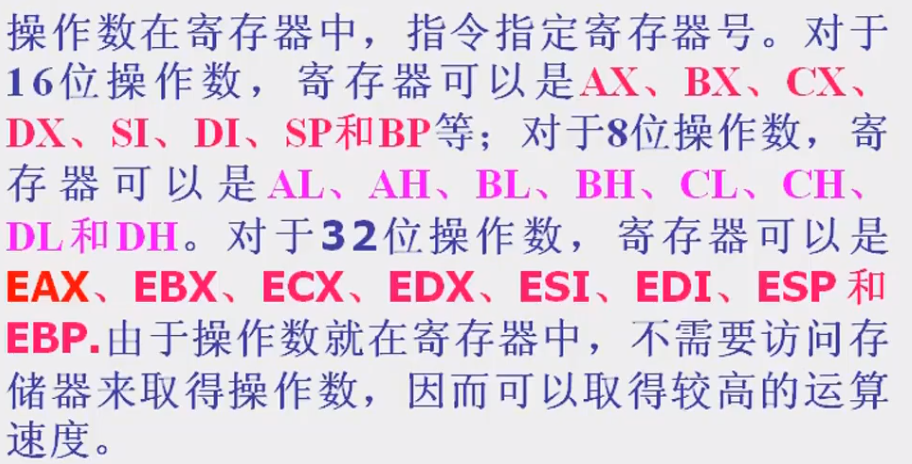 操作数在寄存器中，指令指定寄存器号。对于
16位操作数，寄存器可以是AX、BX、CX、
DX、SI、DI、SP和BP等；对于8位操作数，寄
存器可以是AL、AH、BL、BH、CL、CH、
DL和DH。对于32位操作数，寄存器可以是
EAX、EBX、ECX、EDX、ESI、EDI、ESP和
EBP.由于操作数就在寄存器中，不需要访问存
储器来取得操作数，因而可以取得较高的运算
速度。